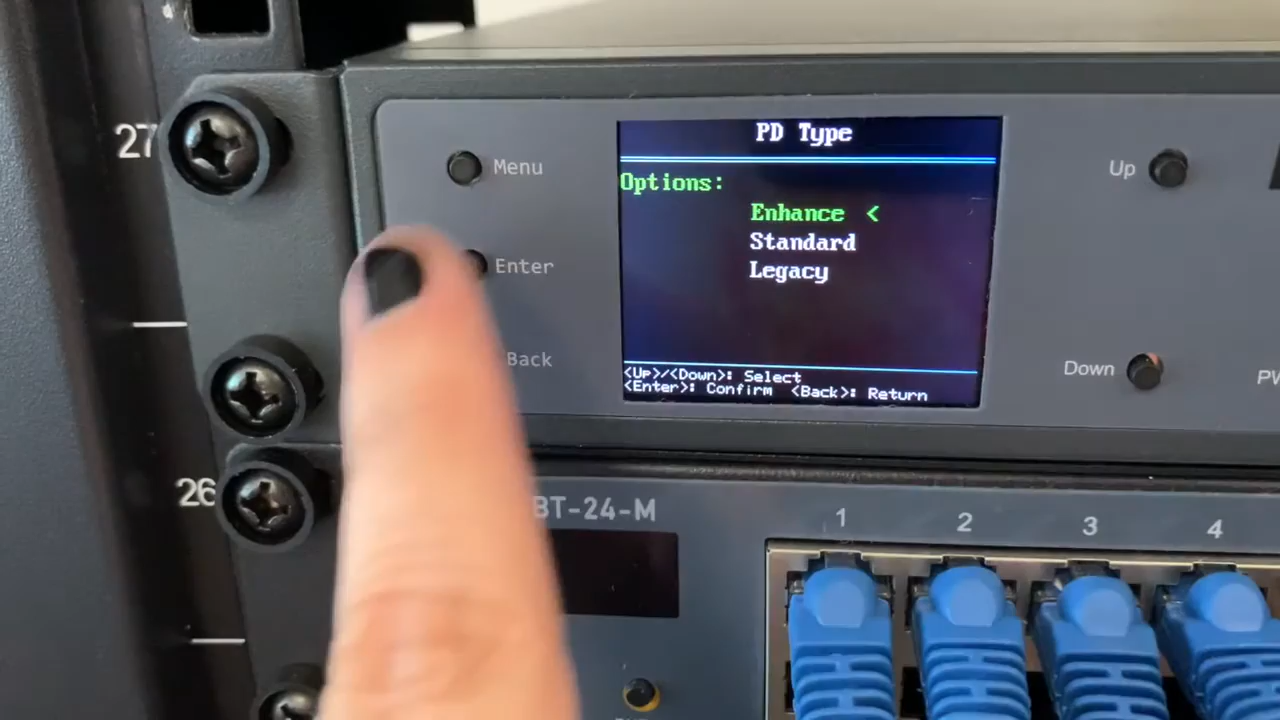 27
Menu
Enter
Back
PD Type
Options:
Enhance <
Standard
Legacy
<Up>/<Down>: Select
<Enter>: Confirm <Back>: Return
Up
Down
26
BT-24-M
1
2
3
4